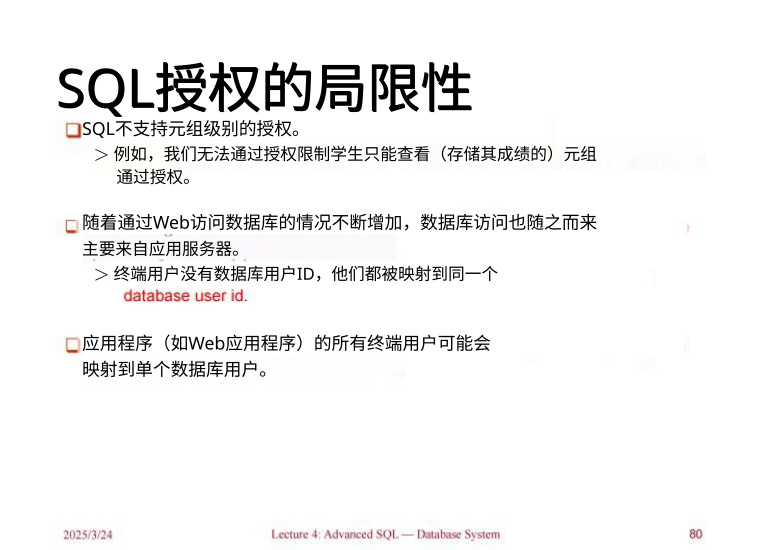 SQL授权的局限性
SQL不支持元组级别的授权。
＞ 例如，我们无法通过授权限制学生只能查看（存储其成绩的）元组
通过授权。
随着通过Web访问数据库的情况不断增加，数据库访问也随之而来
主要来自应用服务器。
＞ 终端用户没有数据库用户ID，他们都被映射到同一个
database user id.
应用程序（如Web应用程序）的所有终端用户可能会
映射到单个数据库用户。
2025/3/24
Lecture 4: Advanced SQL — Database System
80